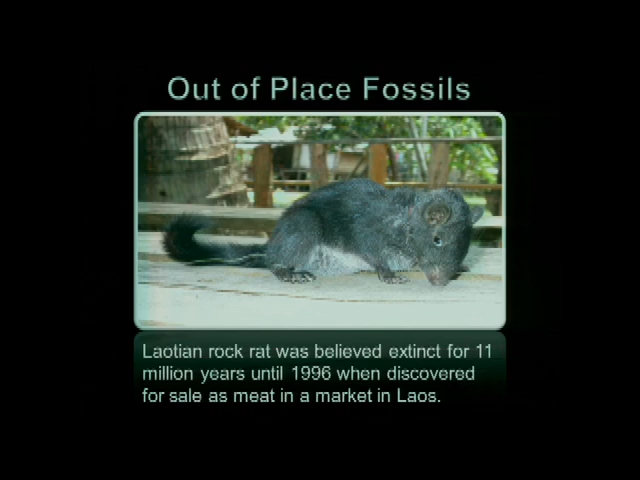 Out of Place Fossils
Laotian rock rat was believed extinct for 11
million years until 1996 when discovered
for sale as meat in a market in Laos.